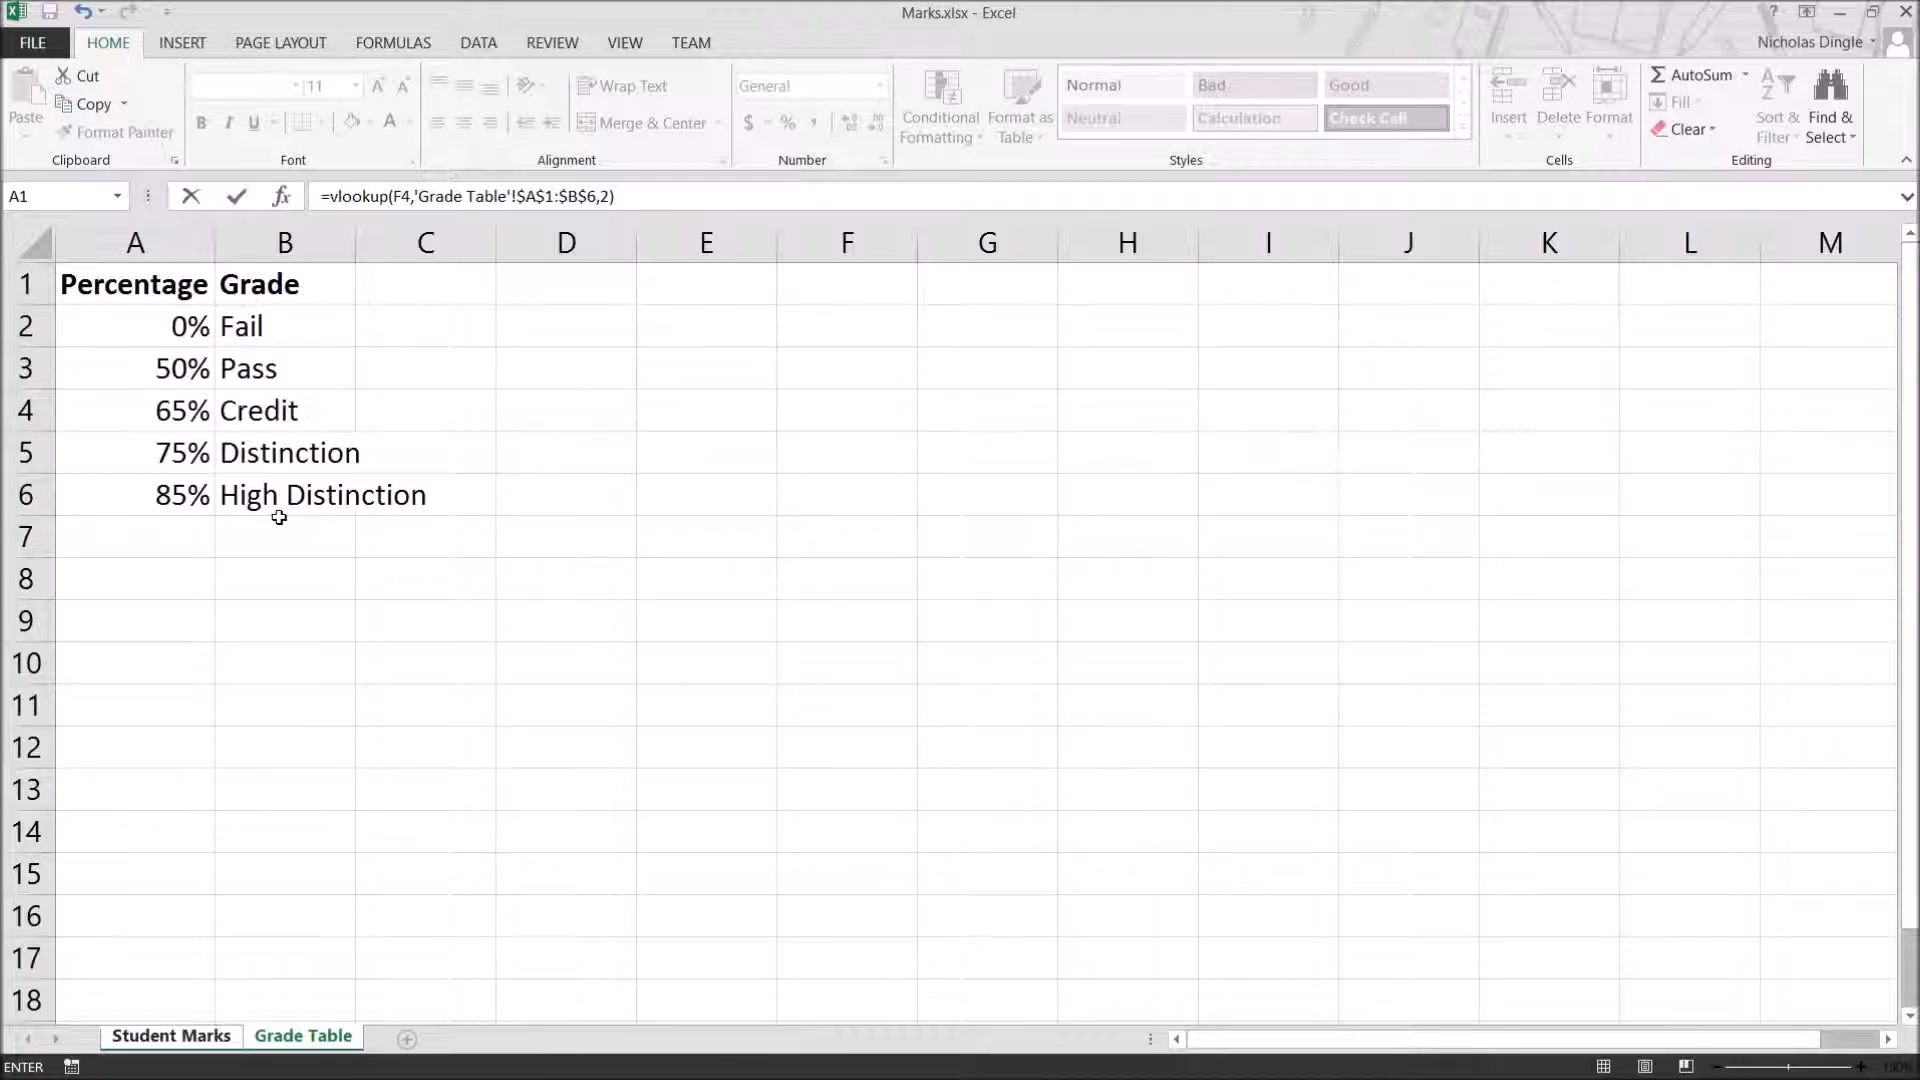 Marks.xlsx - Excel
?
FILE HOME INSERT PAGE LAYOUT FORMULAS DATA REVIEW VIEW TEAM Nicholas Dingle
Paste
Cut
Copy
Format Painter
Clipboard
11 A A
B I U A
Font
Wrap Text
Merge & Center
Alignment
General
$ % ,
Number
Conditional Formatting
Format as Table
Normal Bad Good
Neutral Calculation Check Cell
Styles
Insert Delete Format
Cells
AutoSum
Fill
Clear
Sort & Filter
Find & Select
Editing
A1 fx =vlookup(F4,'Grade Table'!$A$1:$B$6,2)
A B C D E F G H I J K L M
1 Percentage Grade
2 0% Fail
3 50% Pass
4 65% Credit
5 75% Distinction
6 85% High Distinction
7
8
9
10
11
12
13
14
15
16
17
18
Student Marks Grade Table
ENTER